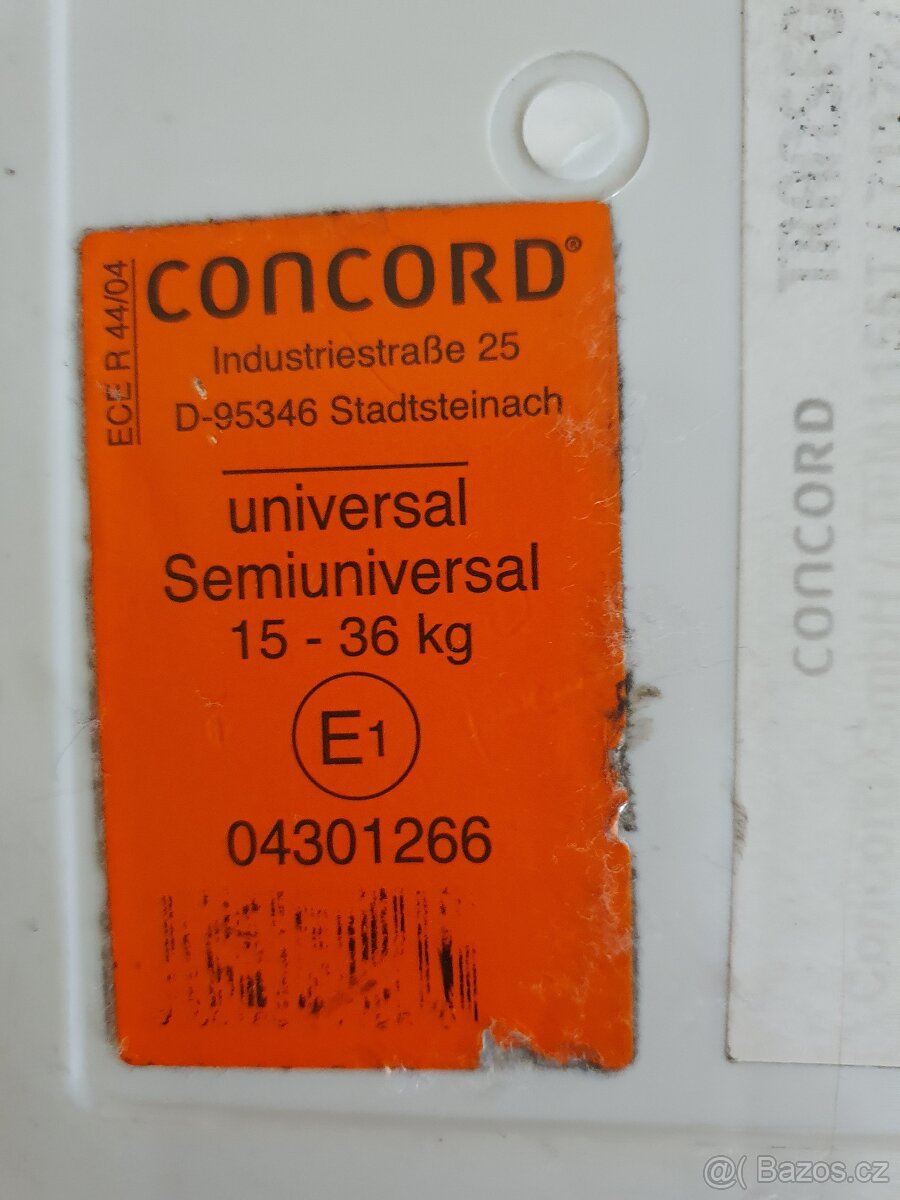 ECE R 44/04
CONCORD®
Industriestraße 25
D-95346 Stadtsteinach
universal
Semiuniversal
15 - 36 kg
E1
04301266
CONCORD
@( Bazos.cz